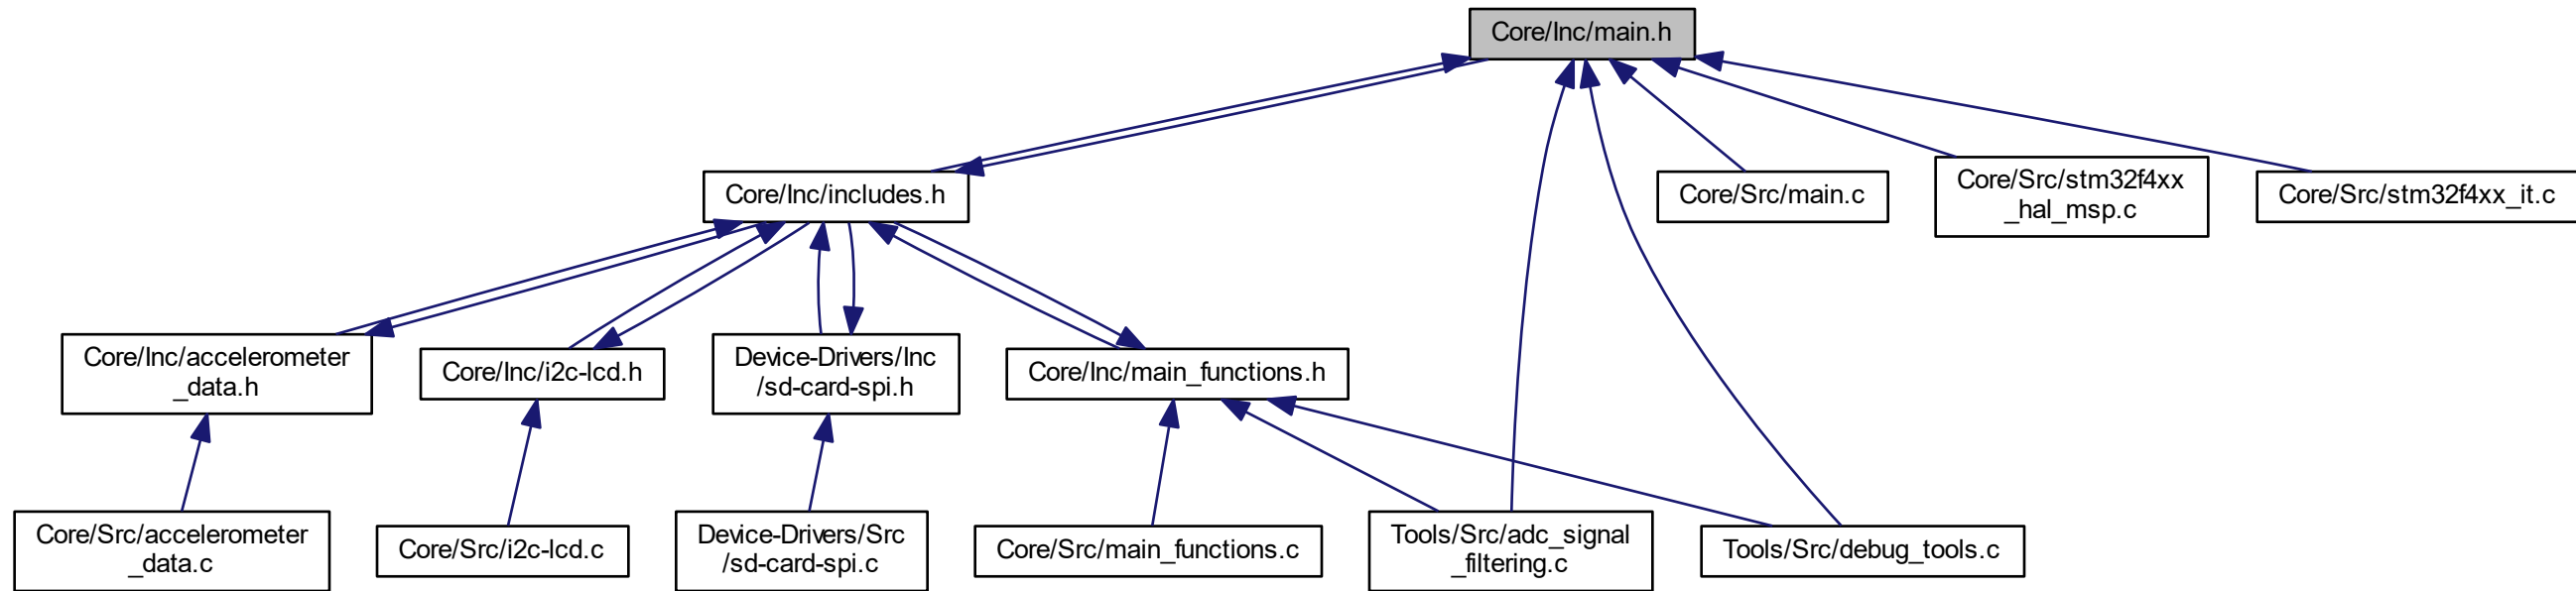 Core/Inc/main.h
Core/Inc/includes.h
Core/Src/main.c
Core/Src/stm32f4xx
_hal_msp.c
Core/Src/stm32f4xx_it.c
Core/Inc/accelerometer
_data.h
Core/Inc/i2c-lcd.h
Device-Drivers/Inc
/sd-card-spi.h
Core/Inc/main_functions.h
Core/Src/accelerometer
_data.c
Core/Src/i2c-lcd.c
Device-Drivers/Src
/sd-card-spi.c
Core/Src/main_functions.c
Tools/Src/adc_signal
_filtering.c
Tools/Src/debug_tools.c